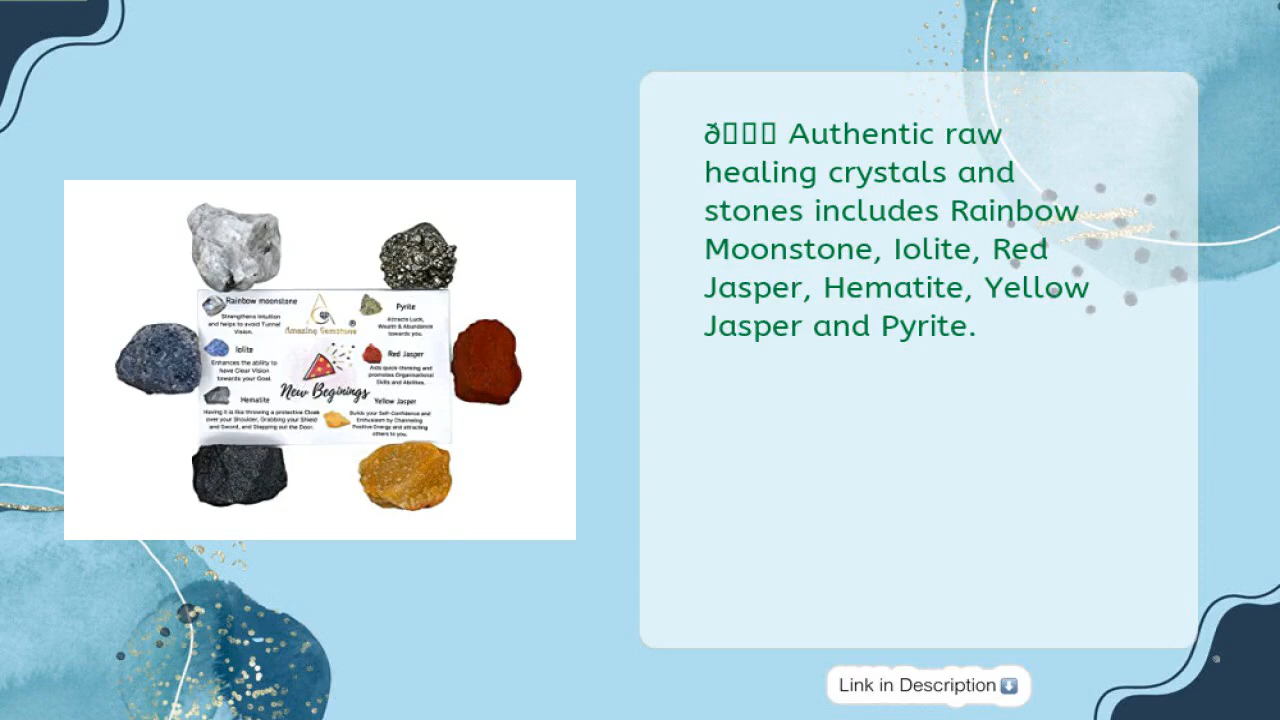 ð Authentic raw
healing crystals and
stones includes Rainbow
Moonstone, Iolite, Red
Jasper, Hematite, Yellow
Jasper and Pyrite.
Rainbow moonstone
Strengthens Intuition
and helps to avoid Tunnel
Vision.
Iolite
Enhances the ability to
have Clear Vision
towards your Goal.
Hematite
Having it is like throwing a protective Cloak
over your Shoulder, Grabbing your Shield
and Sword, and Stepping out the Door.
Amazing Gemstone
®
New Beginings
Pyrite
Attracts Luck,
Wealth & Abundance
towards you.
Red Jasper
Aids quick thinking and
promotes Organisational
Skills and Abilities.
Yellow Jasper
Builds your Self-Confidence and
Enthusiasm by Channeling
Positive Energy and attracting
others to you.
Link in Description ⬇️